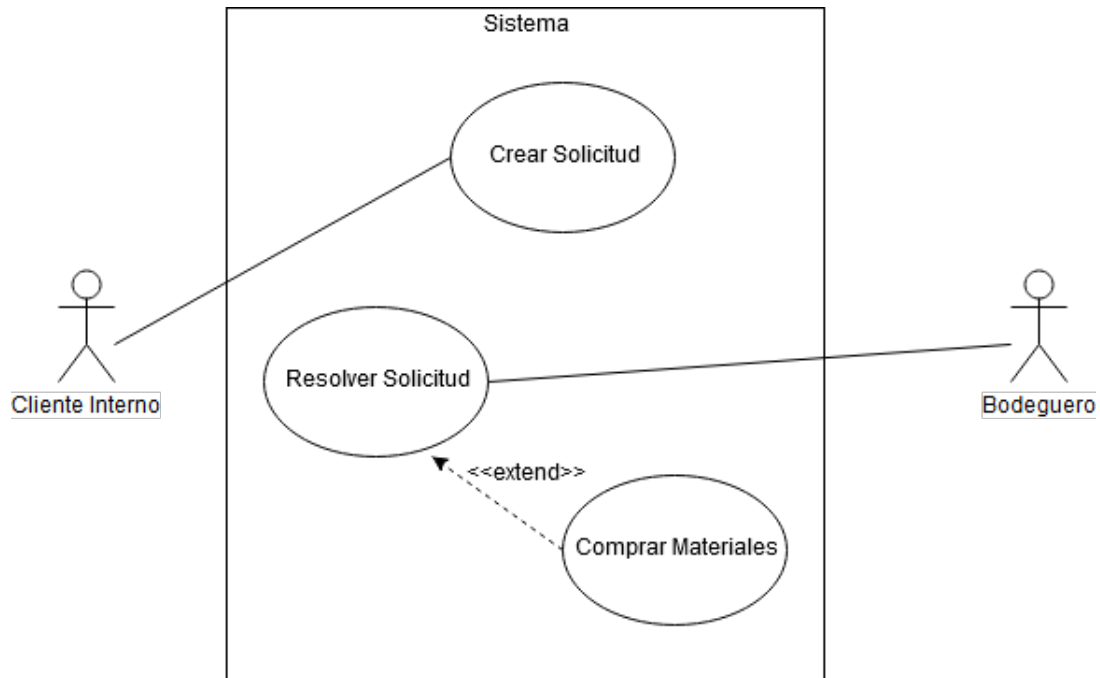 Sistema
Crear Solicitud
Resolver Solicitud
Cliente Interno
Bodeguero
<<extend>>
Comprar Materiales